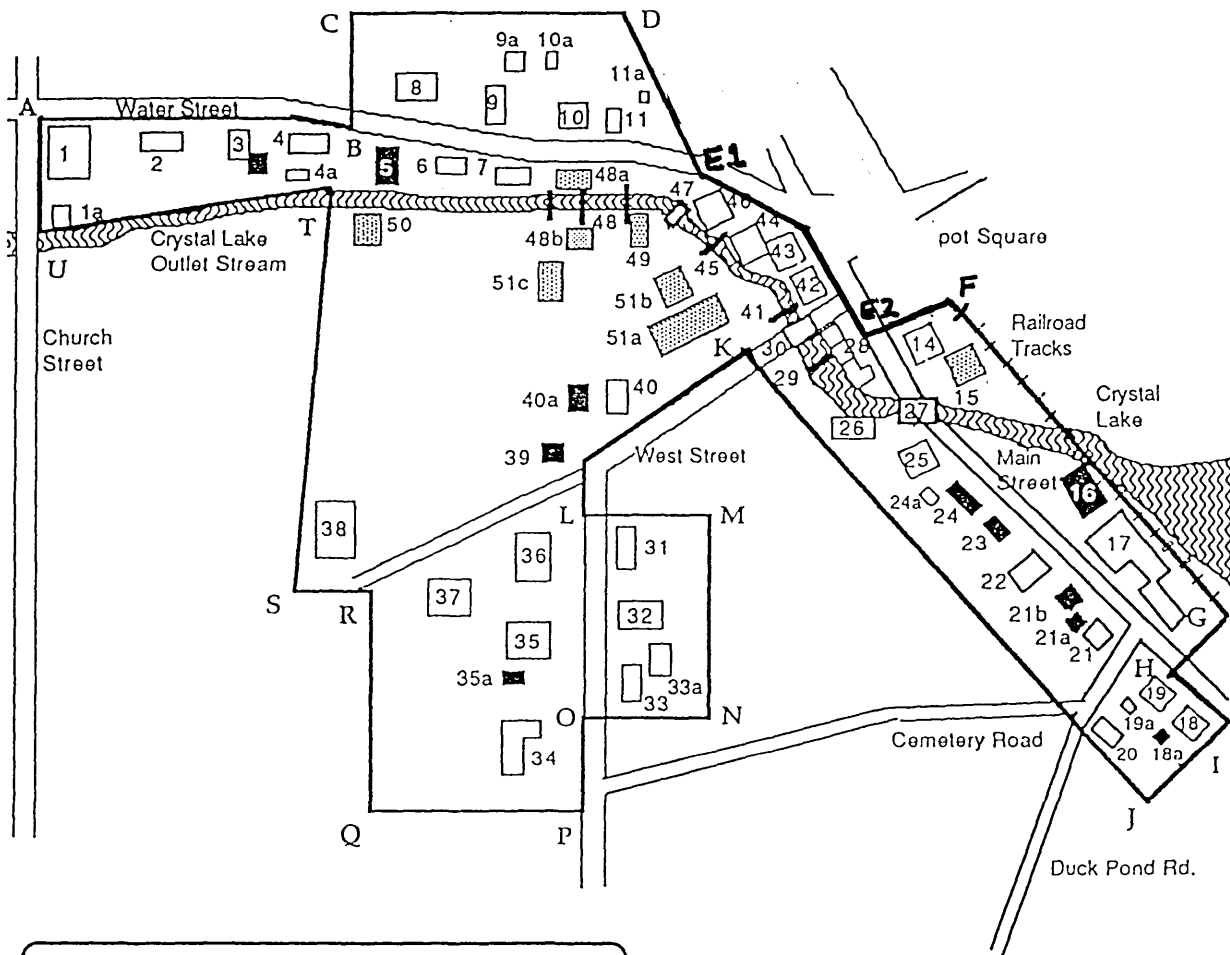 C
D
9a
10a
8
9
11a
10
11
A
Water Street
E1
1
2
3
4
B
5
6
7
48a
47
46
44
1a
4a
T
50
48b
48
49
45
43
pot Square
U
Crystal Lake
Outlet Stream
51c
51b
42
E2
F
41
51a
Church
Street
K
30
28
14
Railroad
Tracks
29
15
40a
40
27
Crystal
Lake
26
39
West Street
25
Main
Street
16
24a
24
L
M
23
17
38
36
31
22
S
R
37
32
21b
G
35
21a
21
35a
33a
33
H
19
O
N
19a
18
34
Cemetery Road
20
18a
I
Q
P
J
Duck Pond Rd.